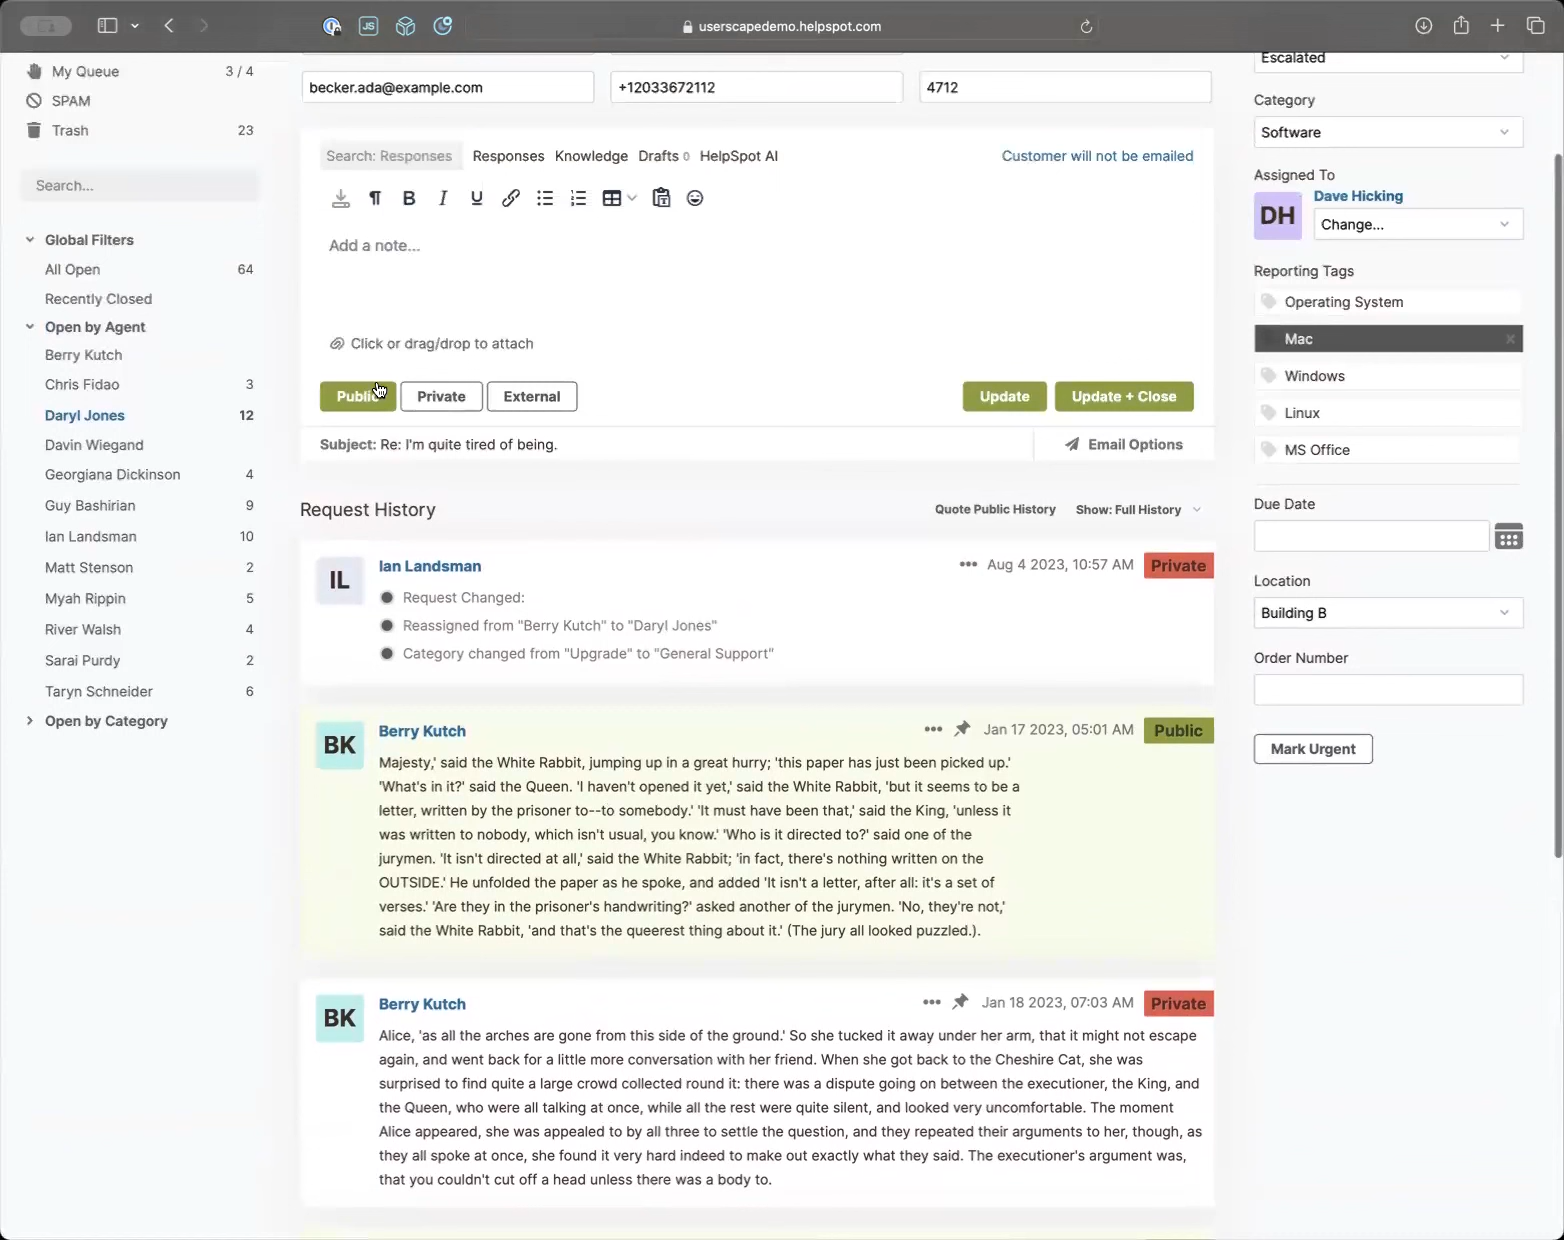 JS
userscapedemo.helpspot.com
My Queue 3 / 4
SPAM
Trash 23
Search...
Global Filters
All Open 64
Recently Closed
Open by Agent
Berry Kutch
Chris Fidao 3
Daryl Jones 12
Davin Wiegand
Georgiana Dickinson 4
Guy Bashirian 9
Ian Landsman 10
Matt Stenson 2
Myah Rippin 5
River Walsh 4
Sarai Purdy 2
Taryn Schneider 6
Open by Category
becker.ada@example.com +12033672112 4712
Search: Responses Responses Knowledge Drafts 0 HelpSpot AI Customer will not be emailed
Add a note...
Click or drag/drop to attach
Public Private External Update Update + Close
Subject: Re: I'm quite tired of being. Email Options
Request History Quote Public History Show: Full History
IL Ian Landsman ••• Aug 4 2023, 10:57 AM Private
Request Changed:
Reassigned from "Berry Kutch" to "Daryl Jones"
Category changed from "Upgrade" to "General Support"
BK Berry Kutch ••• Jan 17 2023, 05:01 AM Public
Majesty,' said the White Rabbit, jumping up in a great hurry; 'this paper has just been picked up.'
'What's in it?' said the Queen. 'I haven't opened it yet,' said the White Rabbit, 'but it seems to be a
letter, written by the prisoner to--to somebody.' 'It must have been that,' said the King, 'unless it
was written to nobody, which isn't usual, you know.' 'Who is it directed to?' said one of the
jurymen. 'It isn't directed at all,' said the White Rabbit; 'in fact, there's nothing written on the
OUTSIDE.' He unfolded the paper as he spoke, and added 'It isn't a letter, after all: it's a set of
verses.' 'Are they in the prisoner's handwriting?' asked another of the jurymen. 'No, they're not,'
said the White Rabbit, 'and that's the queerest thing about it.' (The jury all looked puzzled.).
BK Berry Kutch ••• Jan 18 2023, 07:03 AM Private
Alice, 'as all the arches are gone from this side of the ground.' So she tucked it away under her arm, that it might not escape
again, and went back for a little more conversation with her friend. When she got back to the Cheshire Cat, she was
surprised to find quite a large crowd collected round it: there was a dispute going on between the executioner, the King, and
the Queen, who were all talking at once, while all the rest were quite silent, and looked very uncomfortable. The moment
Alice appeared, she was appealed to by all three to settle the question, and they repeated their arguments to her, though, as
they all spoke at once, she found it very hard indeed to make out exactly what they said. The executioner's argument was,
that you couldn't cut off a head unless there was a body to.
Escalated
Category
Software
Assigned To
DH Dave Hicking
Change...
Reporting Tags
Operating System
Mac
Windows
Linux
MS Office
Due Date
Location
Building B
Order Number
Mark Urgent